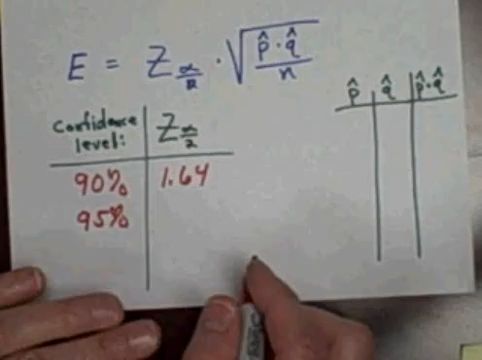 E = Z α/2 · √(p̂·q̂/n)
Confidence level: Z α/2
90% 1.64
95%
p̂ q̂ p̂·q̂